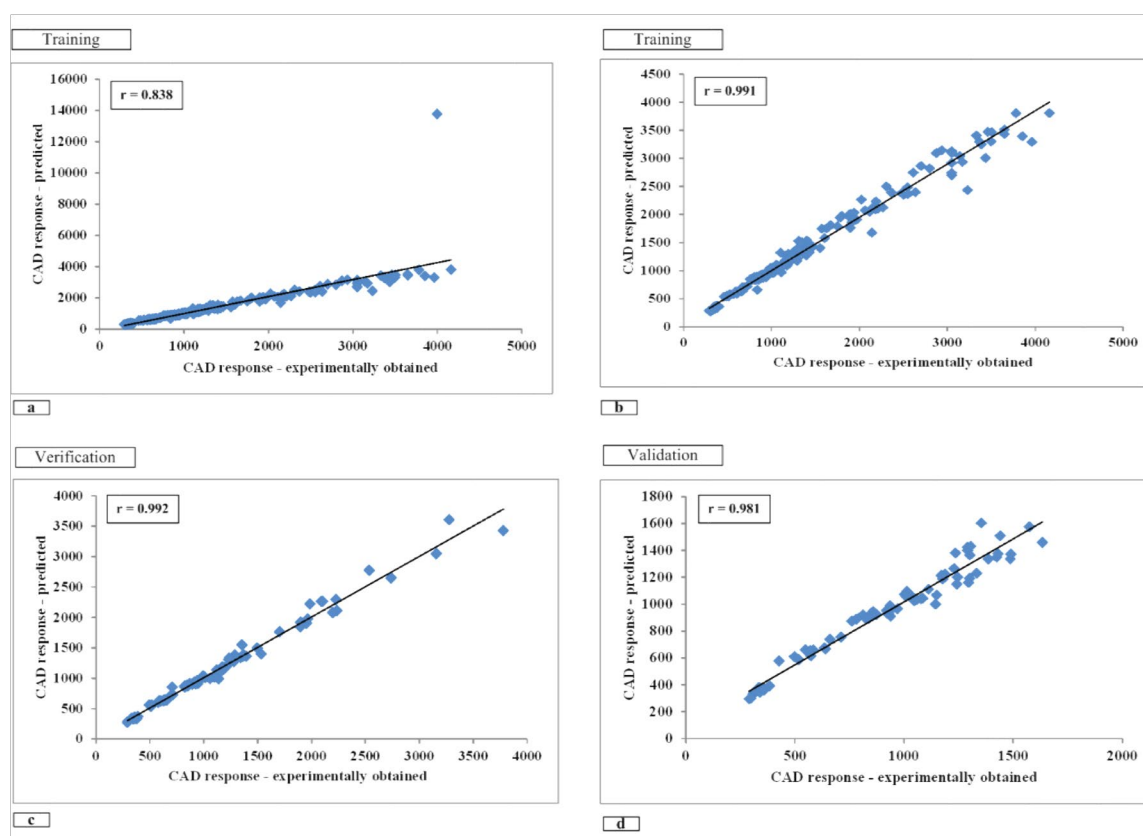 Training
r = 0.838
CAD response - predicted
16000
14000
12000
10000
8000
6000
4000
2000
0
0 1000 2000 3000 4000 5000
CAD response - experimentally obtained
a
Training
r = 0.991
CAD response - predicted
4500
4000
3500
3000
2500
2000
1500
1000
500
0
0 1000 2000 3000 4000 5000
CAD response - experimentally obtained
b
Verification
r = 0.992
CAD response - predicted
4000
3500
3000
2500
2000
1500
1000
500
0
0 500 1000 1500 2000 2500 3000 3500 4000
CAD response - experimentally obtained
c
Validation
r = 0.981
CAD response - predicted
1800
1600
1400
1200
1000
800
600
400
200
0
0 500 1000 1500 2000
CAD response - experimentally obtained
d